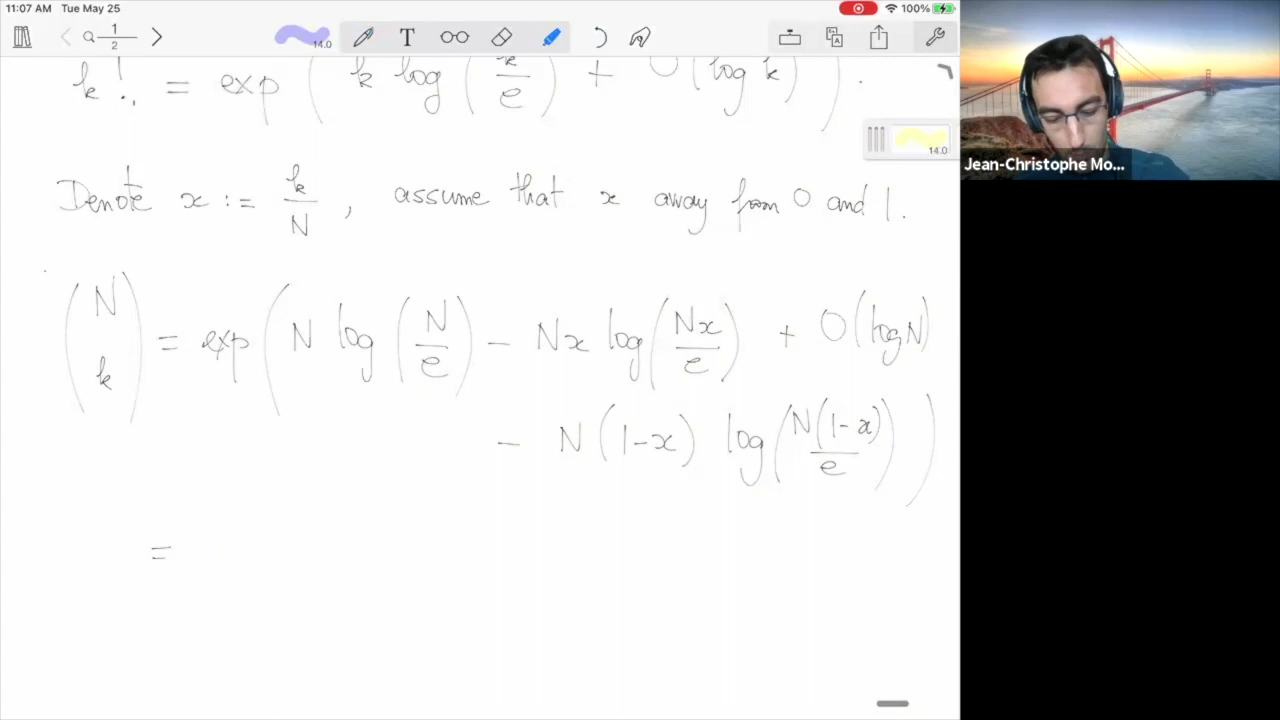 11:07 AM Tue May 25
100%
1
2
T
14.0
k! = exp( k log( k/e ) + O(log k) ).
14.0
Jean-Christophe Mo...
Denote x := k/N, assume that x away from 0 and 1.
( N k ) = exp( N log( N/e ) - Nx log( Nx/e ) + O(log N)
- N(1-x) log( N(1-x)/e ) )
=